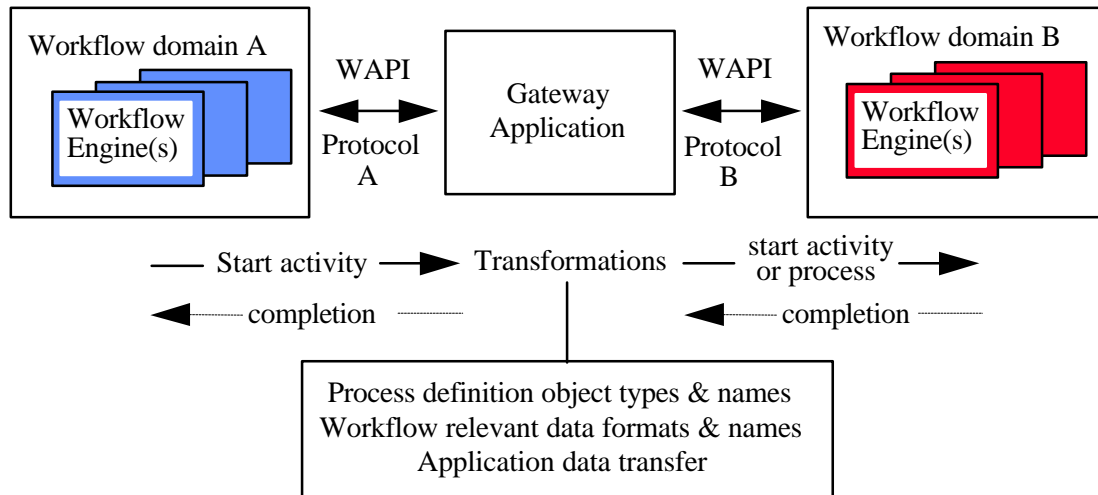 Workflow domain A
Workflow
Engine(s)
WAPI
Protocol
A
Gateway
Application
WAPI
Protocol
B
Workflow domain B
Workflow
Engine(s)
Start activity
Transformations
start activity
or process
completion
completion
Process definition object types & names
Workflow relevant data formats & names
Application data transfer